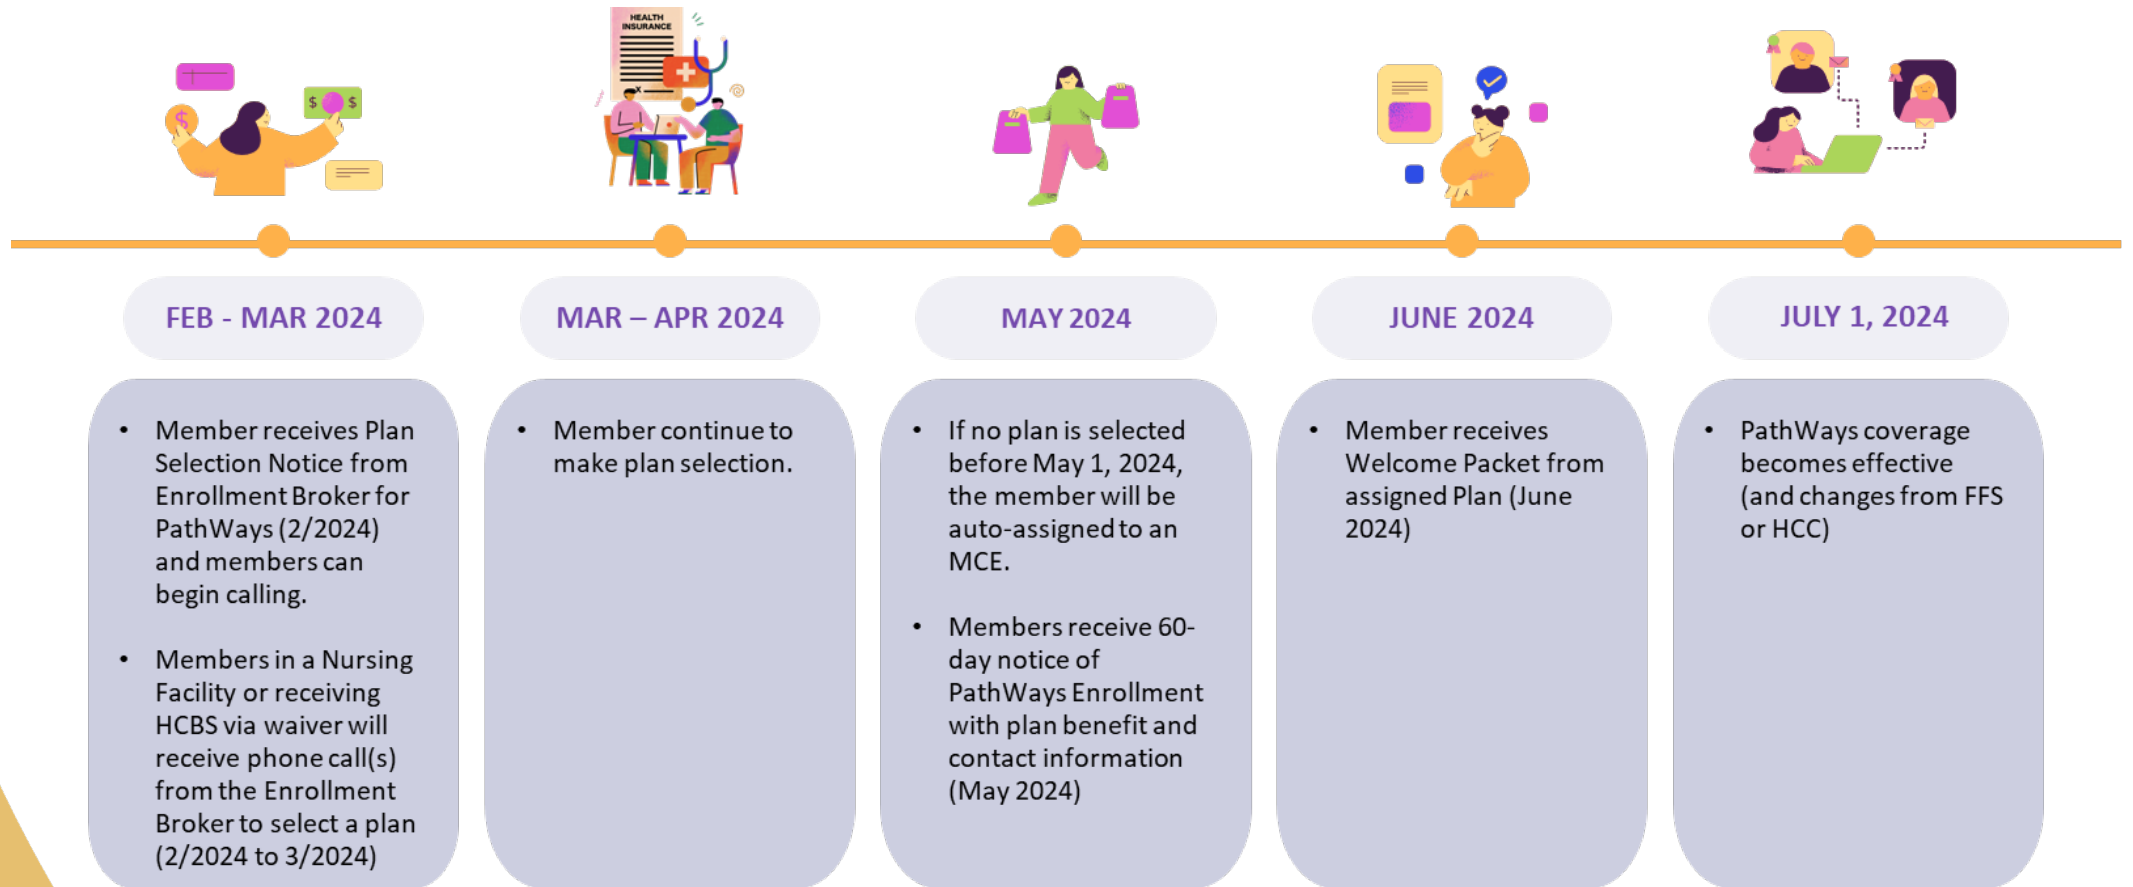 HEALTH
INSURANCE
X
$
$ $
FEB - MAR 2024
• Member receives Plan
Selection Notice from
Enrollment Broker for
PathWays (2/2024)
and members can
begin calling.
• Members in a Nursing
Facility or receiving
HCBS via waiver will
receive phone call(s)
from the Enrollment
Broker to select a plan
(2/2024 to 3/2024)
MAR – APR 2024
• Member continue to
make plan selection.
MAY 2024
• If no plan is selected
before May 1, 2024,
the member will be
auto-assigned to an
MCE.
• Members receive 60-
day notice of
PathWays Enrollment
with plan benefit and
contact information
(May 2024)
JUNE 2024
• Member receives
Welcome Packet from
assigned Plan (June
2024)
JULY 1, 2024
• PathWays coverage
becomes effective
(and changes from FFS
or HCC)